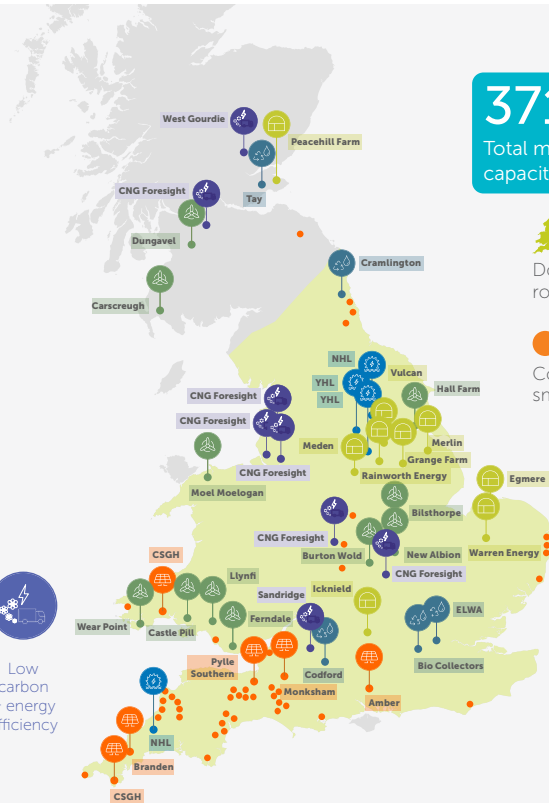 371
Total m
capacit
West Gourdie
Peacehill Farm
CNG Foresight
Tay
Dungavel
Cramlington
Do
ro
Carscreugh
Co
sn
NHL
Vulcan
YHL
Hall Farm
YHL
CNG Foresight
CNG Foresight
Merlin
Meden
Grange Farm
CNG Foresight
Rainworth Energy
Egmere
Moel Moelogan
Bilsthorpe
CNG Foresight
CSGH
Burton Wold
New Albion
Warren Energy
Llynfi
CNG Foresight
Sandridge
Icknield
ELWA
Wear Point
Castle Pill
Ferndale
Pylle
Southern
Codford
Bio Collectors
Low
carbon
energy
fficiency
Monksham
Amber
NHL
Branden
CSGH